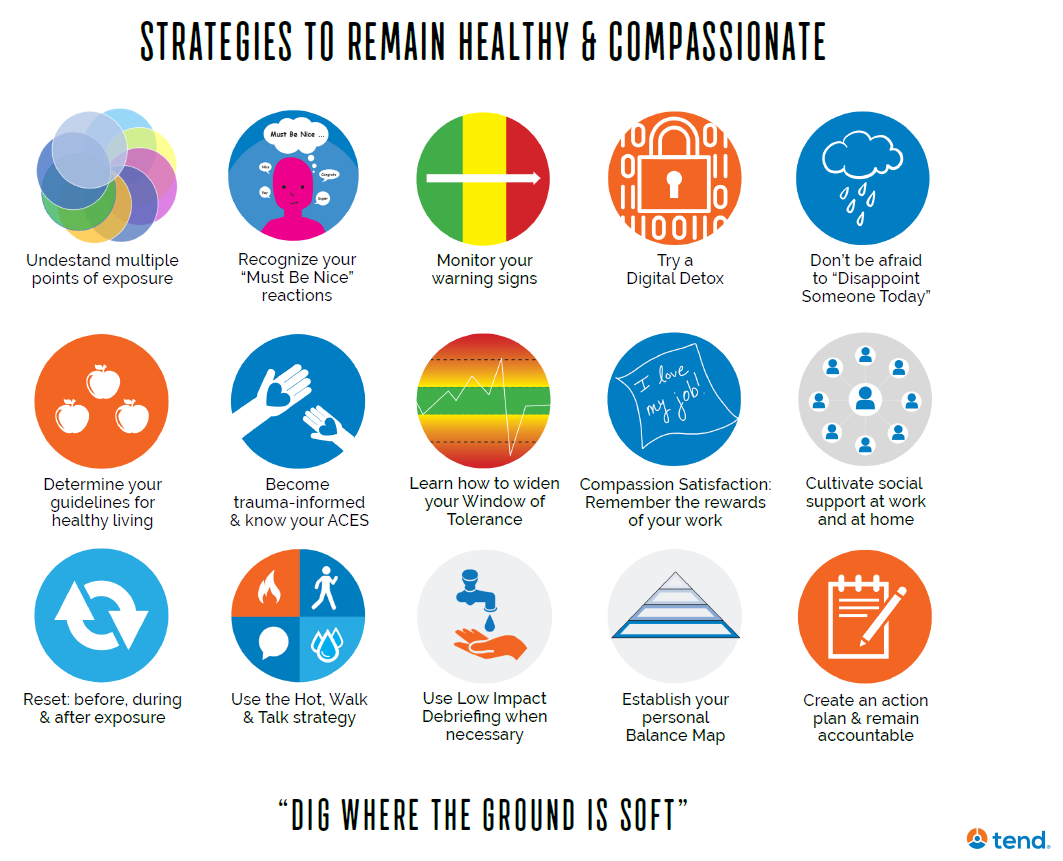 STRATEGIES TO REMAIN HEALTHY & COMPASSIONATE
Undestand multiple
points of exposure
Must Be Nice ...
Nice
Congrats
Yay
Super
Recognize your
“Must Be Nice”
reactions
Monitor your
warning signs
Try a
Digital Detox
Don’t be afraid
to “Disappoint
Someone Today”
Determine your
guidelines for
healthy living
Become
trauma-informed
& know your ACES
Learn how to widen
your Window of
Tolerance
I love
my job!
Compassion Satisfaction:
Remember the rewards
of your work
Cultivate social
support at work
and at home
Reset: before, during
& after exposure
Use the Hot, Walk
& Talk strategy
Use Low Impact
Debriefing when
necessary
Establish your
personal
Balance Map
Create an action
plan & remain
accountable
“DIG WHERE THE GROUND IS SOFT”
tend®